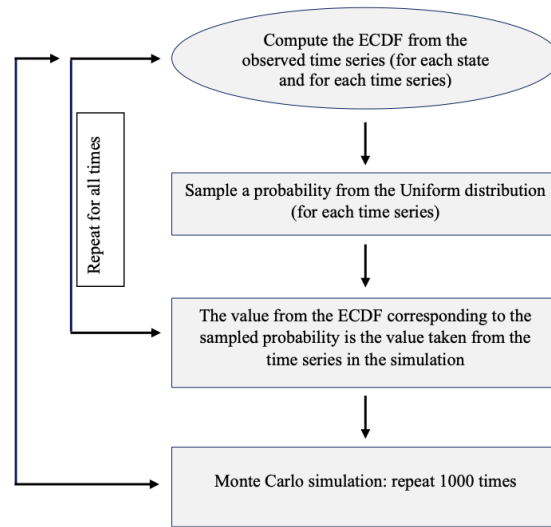 Compute the ECDF from the
observed time series (for each state
and for each time series)
Repeat for all times
Sample a probability from the Uniform distribution
(for each time series)
The value from the ECDF corresponding to the
sampled probability is the value taken from the
time series in the simulation
Monte Carlo simulation: repeat 1000 times